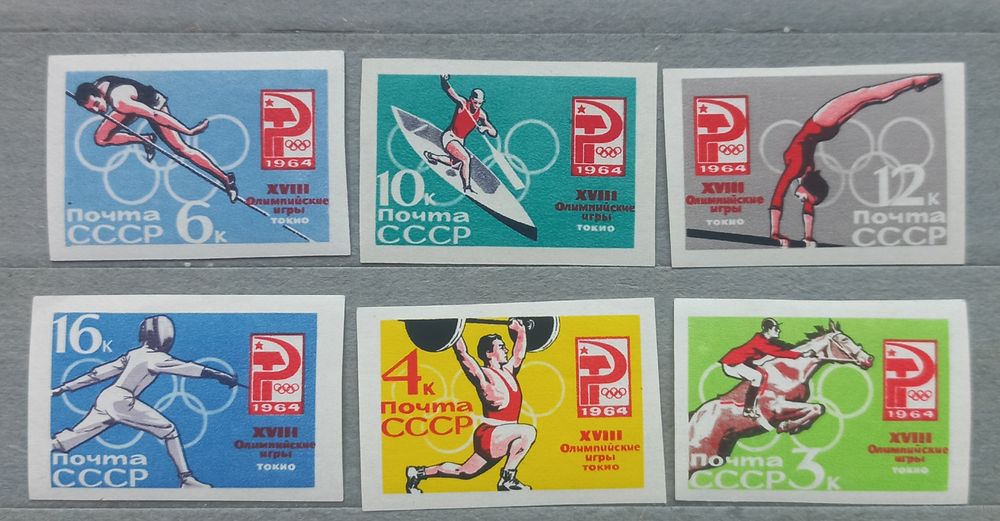 1964
XVIII
Олимпийские
игры
ТОКИО
Почта
СССР 6к
1964
XVIII
Олимпийские
игры
ТОКИО
10к
Почта
СССР
1964
XVIII
Олимпийские
игры
ТОКИО
12к
Почта
СССР
16к
1964
XVIII
Олимпийские
игры
ТОКИО
Почта
СССР
1964
XVIII
Олимпийские
игры
ТОКИО
4к
Почта
СССР
1964
XVIII
Олимпийские
игры
ТОКИО
Почта
СССР 3к